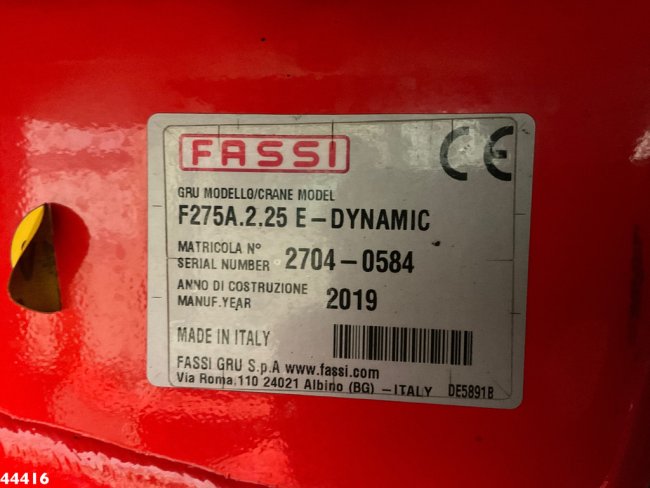 FASSI
CE
GRU MODELLO/CRANE MODEL
F275A.2.25 E-DYNAMIC
MATRICOLA N°
SERIAL NUMBER 2704-0584
ANNO DI COSTRUZIONE
MANUF.YEAR 2019
MADE IN ITALY
FASSI GRU S.p.A www.fassi.com
Via Roma,110 24021 Albino (BG) -ITALY DE5891B
44416